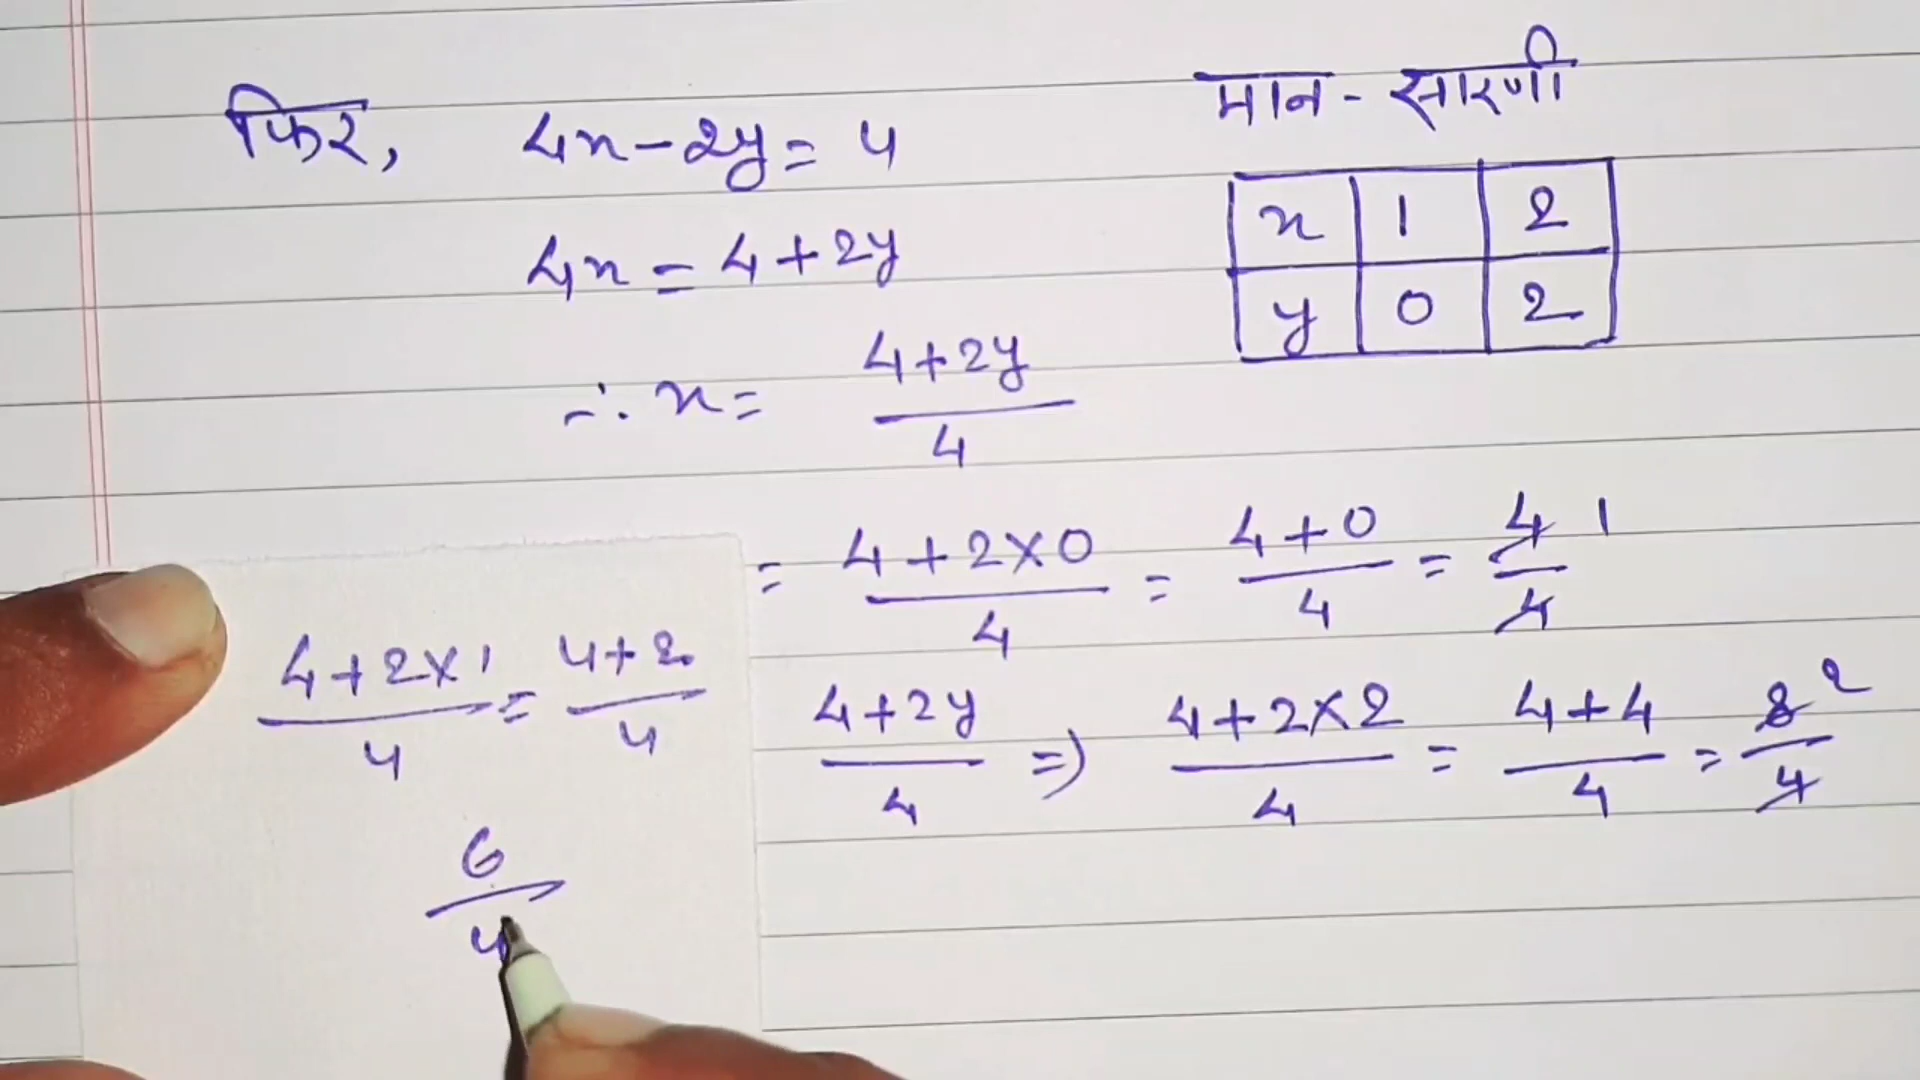 फिर, 4x - 2y = 4
4x = 4 + 2y
∴ x = (4 + 2y)/4
= (4 + 2×0)/4 = (4 + 0)/4 = 4/4 1
(4 + 2y)/4 ⇒ (4 + 2×2)/4 = (4 + 4)/4 = 8/4 2
मान - सारणी
x 1 2
y 0 2
(4 + 2×1)/4 = (4 + 2)/4
6/4